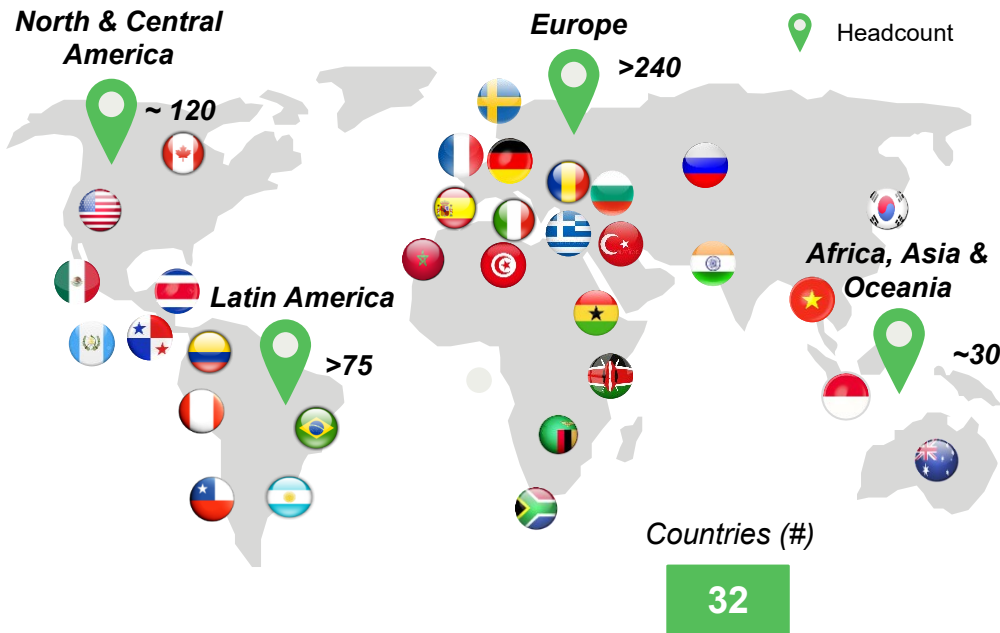 North & Central
America
~ 120
Europe
>240
Headcount
Latin America
>75
Africa, Asia &
Oceania
~30
Countries (#)
32